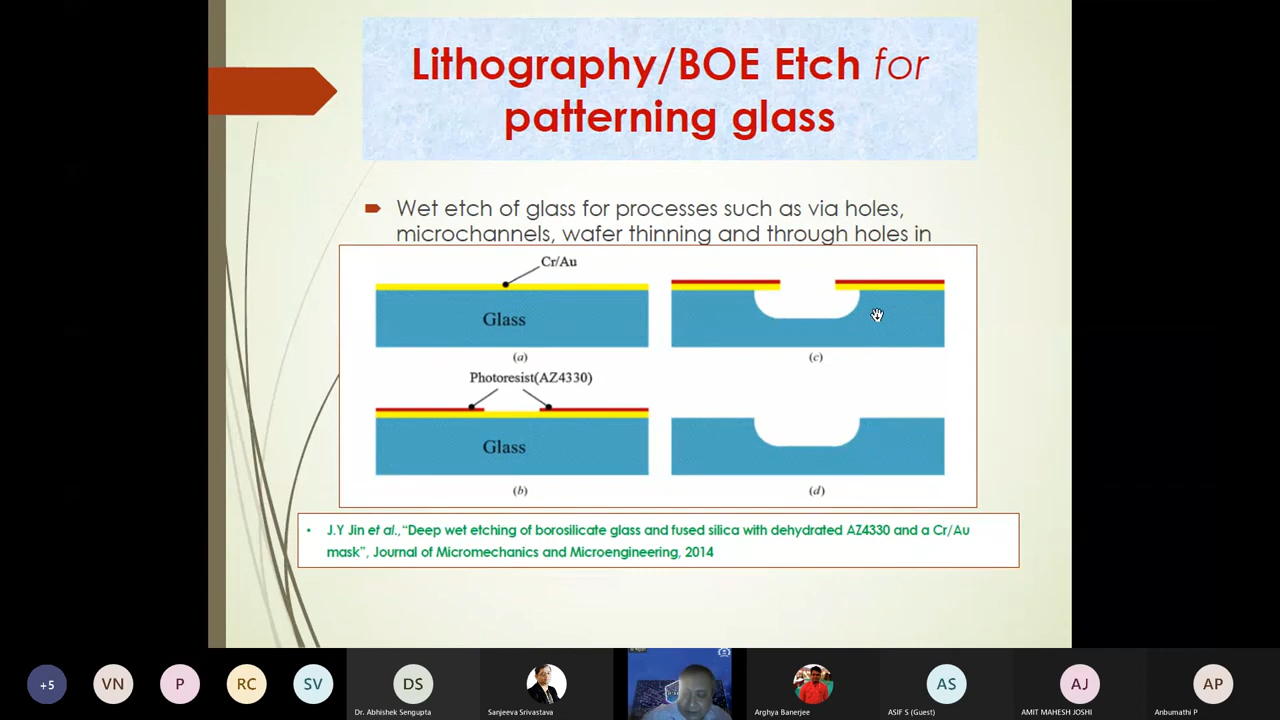 Lithography/BOE Etch for
patterning glass
Wet etch of glass for processes such as via holes,
microchannels, wafer thinning and through holes in
Cr/Au
Glass
(a)
(c)
Photoresist(AZ4330)
Glass
(b)
(d)
• J.Y Jin et al.,“Deep wet etching of borosilicate glass and fused silica with dehydrated AZ4330 and a Cr/Au
mask”, Journal of Micromechanics and Microengineering, 2014
+5
VN
P
RC
SV
DS
Dr. Abhishek Sengupta
Sanjeeva Srivastava
Arghya Banerjee
AS
ASIF S (Guest)
AJ
AMIT MAHESH JOSHI
AP
Anbumathi P